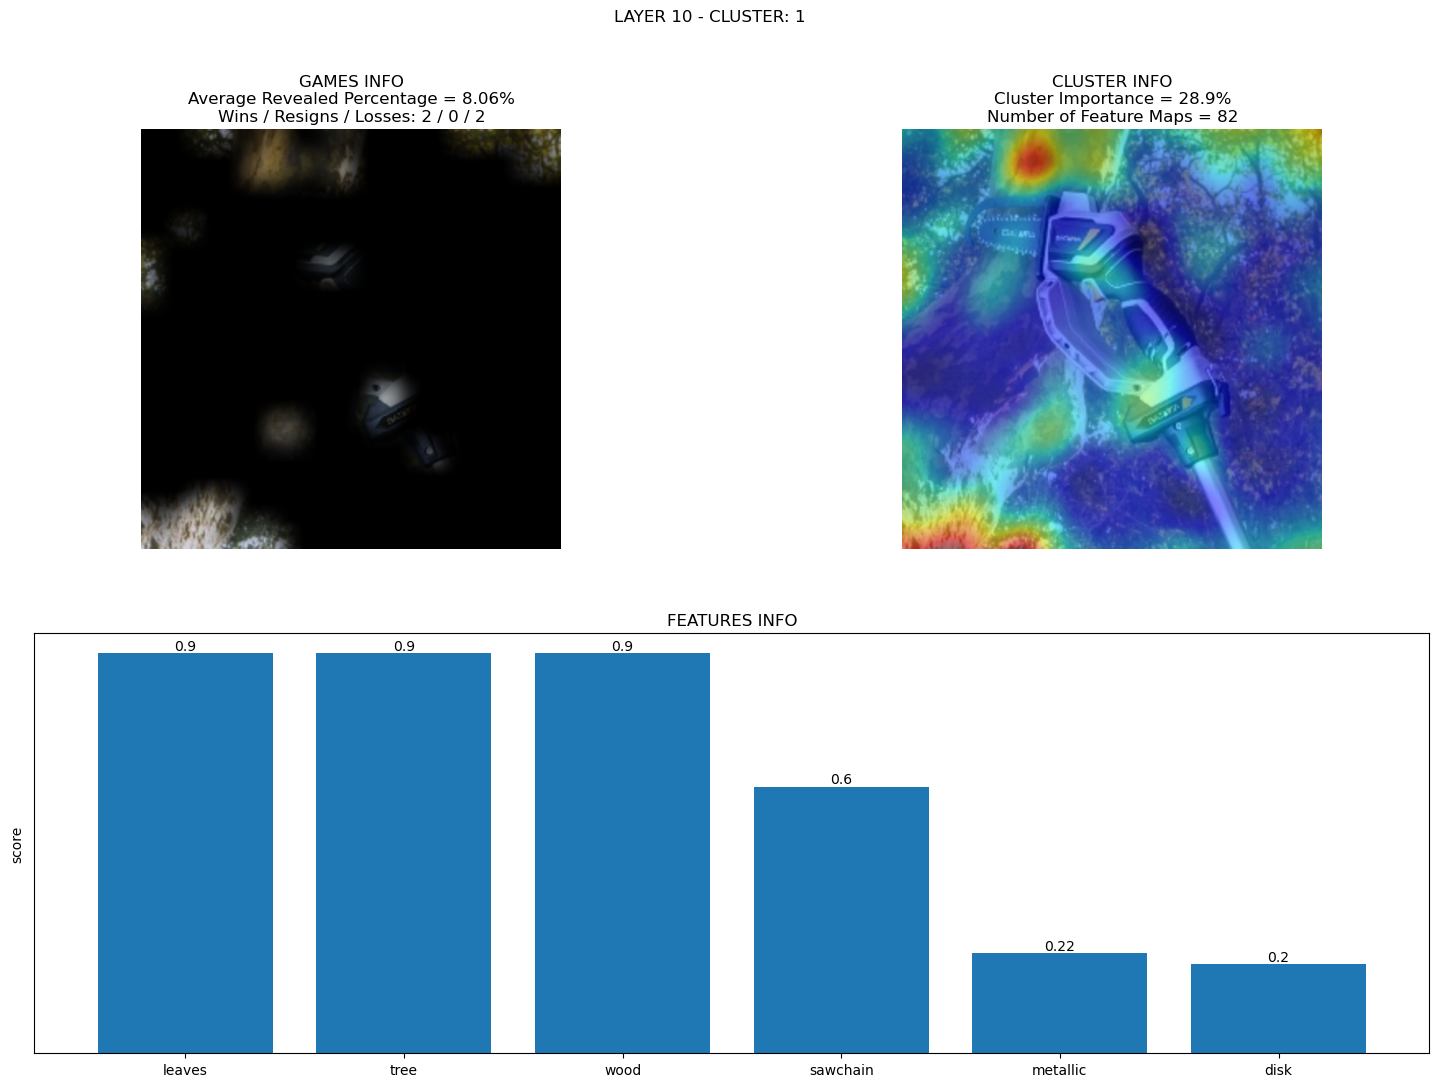 LAYER 10 - CLUSTER: 1
GAMES INFO
Average Revealed Percentage = 8.06%
Wins / Resigns / Losses: 2 / 0 / 2
CLUSTER INFO
Cluster Importance = 28.9%
Number of Feature Maps = 82
FEATURES INFO
score
0.9
0.9
0.9
0.6
0.22
0.2
leaves
tree
wood
sawchain
metallic
disk